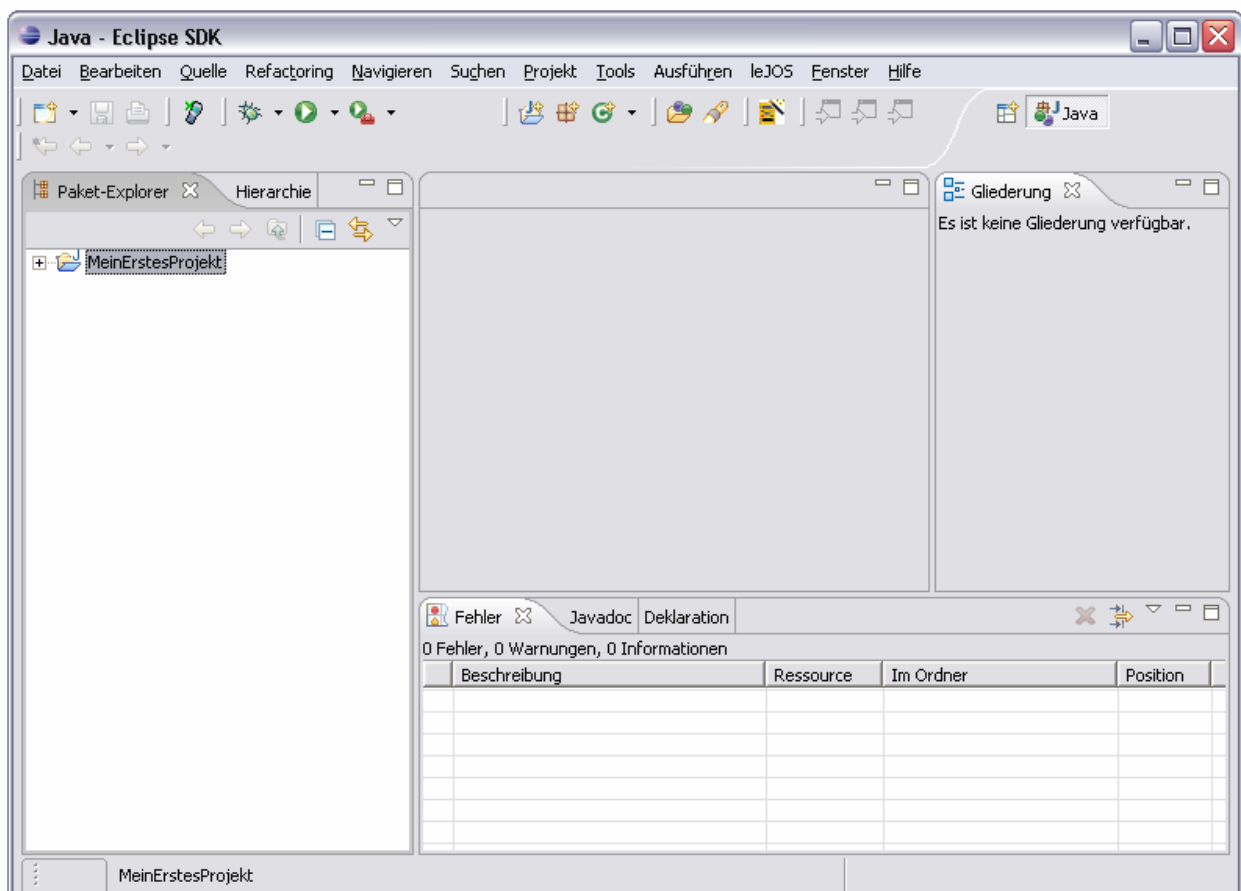 Java - Eclipse SDK
Datei Bearbeiten Quelle Refactoring Navigieren Suchen Projekt Tools Ausführen leJOS Fenster Hilfe
Java
Paket-Explorer Hierarchie
Gliederung
Es ist keine Gliederung verfügbar.
MeinErstesProjekt
Fehler Javadoc Deklaration
0 Fehler, 0 Warnungen, 0 Informationen
Beschreibung Ressource Im Ordner Position
MeinErstesProjekt